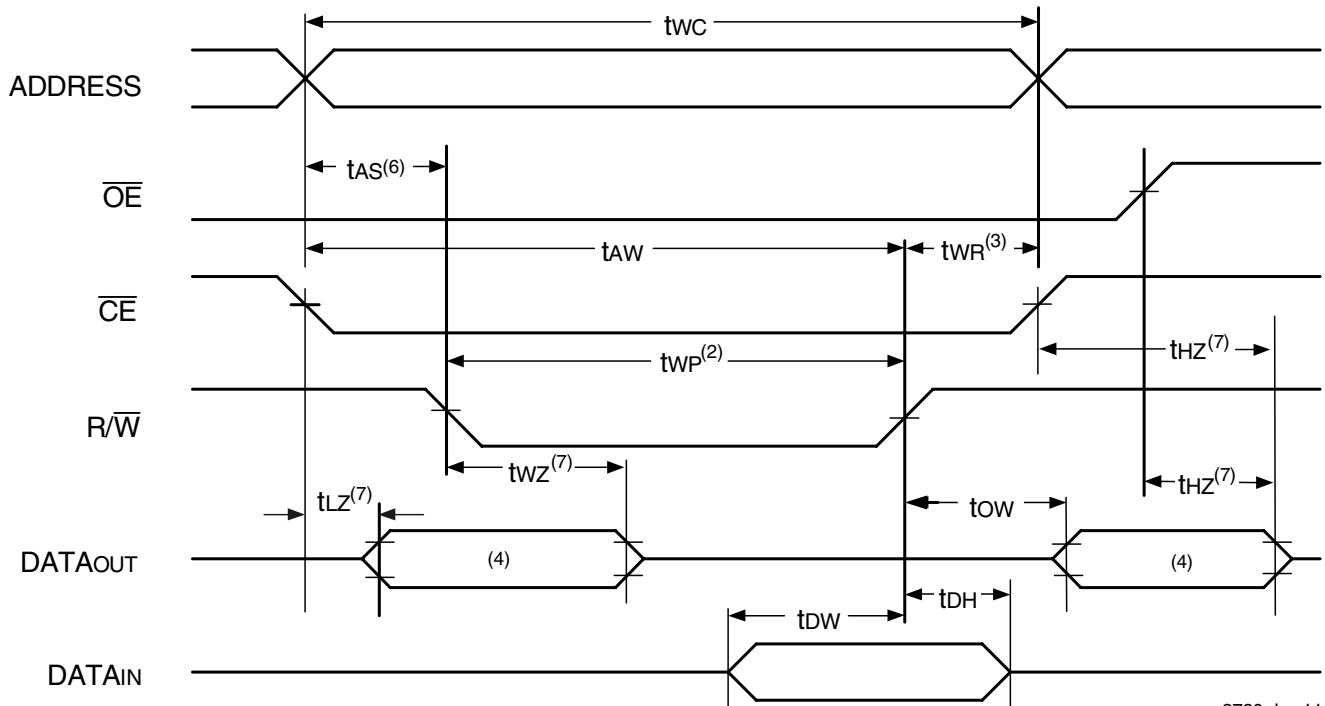 tWC
ADDRESS
tAS(6)
OE
tAW
tWR(3)
CE
tWP(2)
tHZ(7)
R/W
tWZ(7)
tLZ(7)
tHZ(7)
tOW
DATAOUT
(4)
(4)
tDH
tDW
DATAIN